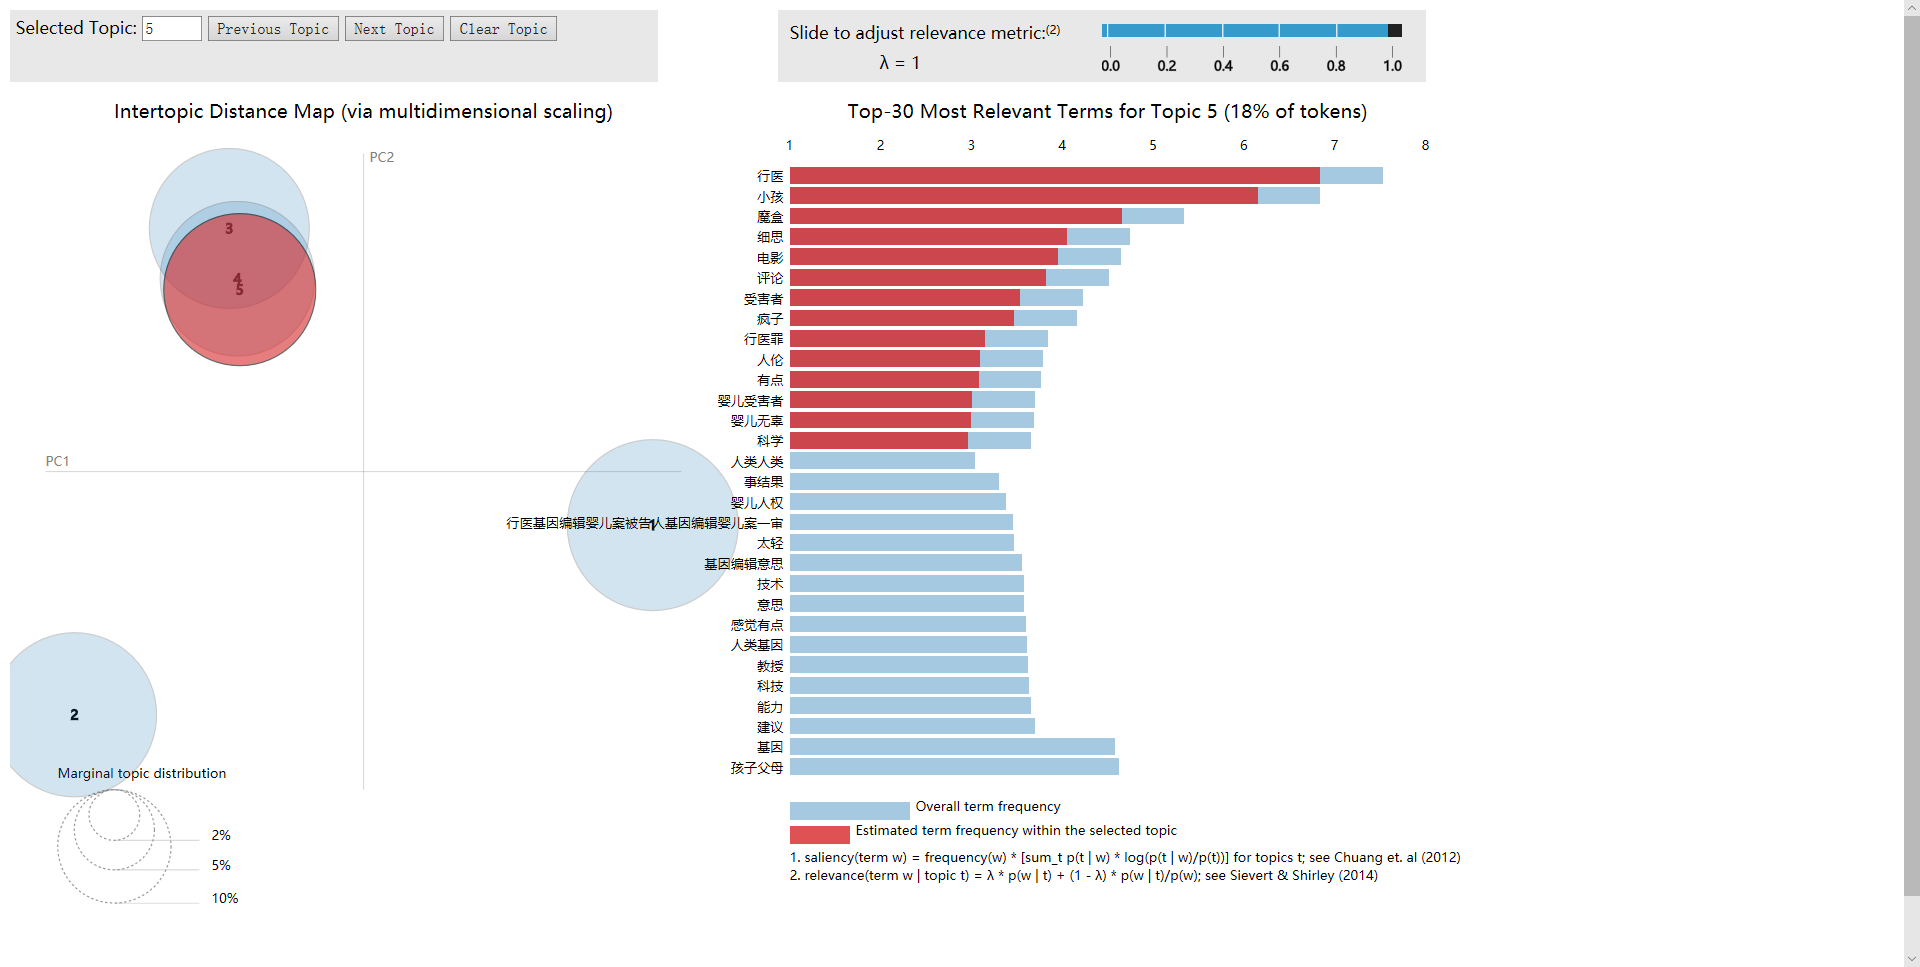 Selected Topic: 5 Previous Topic Next Topic Clear Topic
Slide to adjust relevance metric:(2)
λ = 1
0.0 0.2 0.4 0.6 0.8 1.0
Intertopic Distance Map (via multidimensional scaling)
PC2
PC1
3
4
5
1
2
Marginal topic distribution
2%
5%
10%
Top-30 Most Relevant Terms for Topic 5 (18% of tokens)
1 2 3 4 5 6 7 8
行医
小孩
魔盒
细思
电影
评论
受害者
疯子
行医罪
人伦
有点
婴儿受害者
婴儿无辜
科学
人类人类
事结果
婴儿人权
行医基因编辑婴儿案被告人基因编辑婴儿案一审
太轻
基因编辑意思
技术
意思
感觉有点
人类基因
教授
科技
能力
建议
基因
孩子父母
Overall term frequency
Estimated term frequency within the selected topic
1. saliency(term w) = frequency(w) * [sum_t p(t | w) * log(p(t | w)/p(t))] for topics t; see Chuang et. al (2012)
2. relevance(term w | topic t) = λ * p(w | t) + (1 - λ) * p(w | t)/p(w); see Sievert & Shirley (2014)